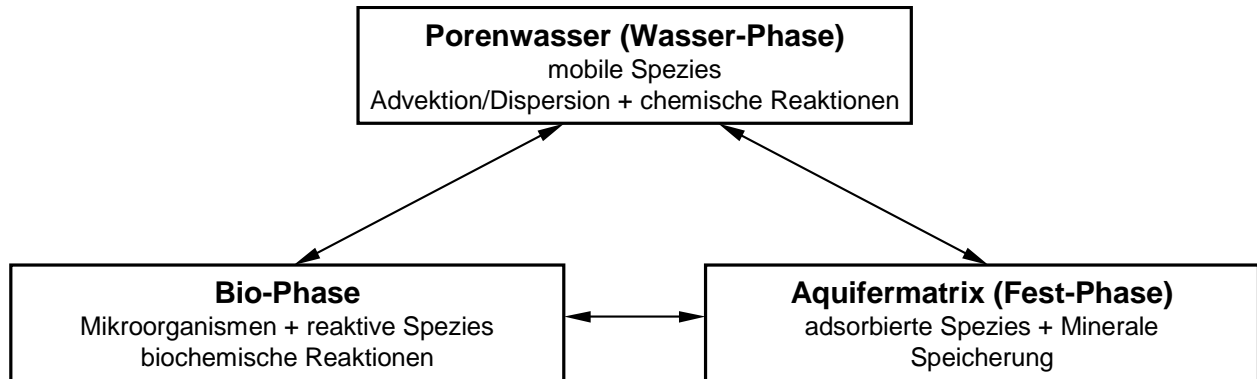 Porenwasser (Wasser-Phase)
mobile Spezies
Advektion/Dispersion + chemische Reaktionen
Bio-Phase
Mikroorganismen + reaktive Spezies
biochemische Reaktionen
Aquifermatrix (Fest-Phase)
adsorbierte Spezies + Minerale
Speicherung